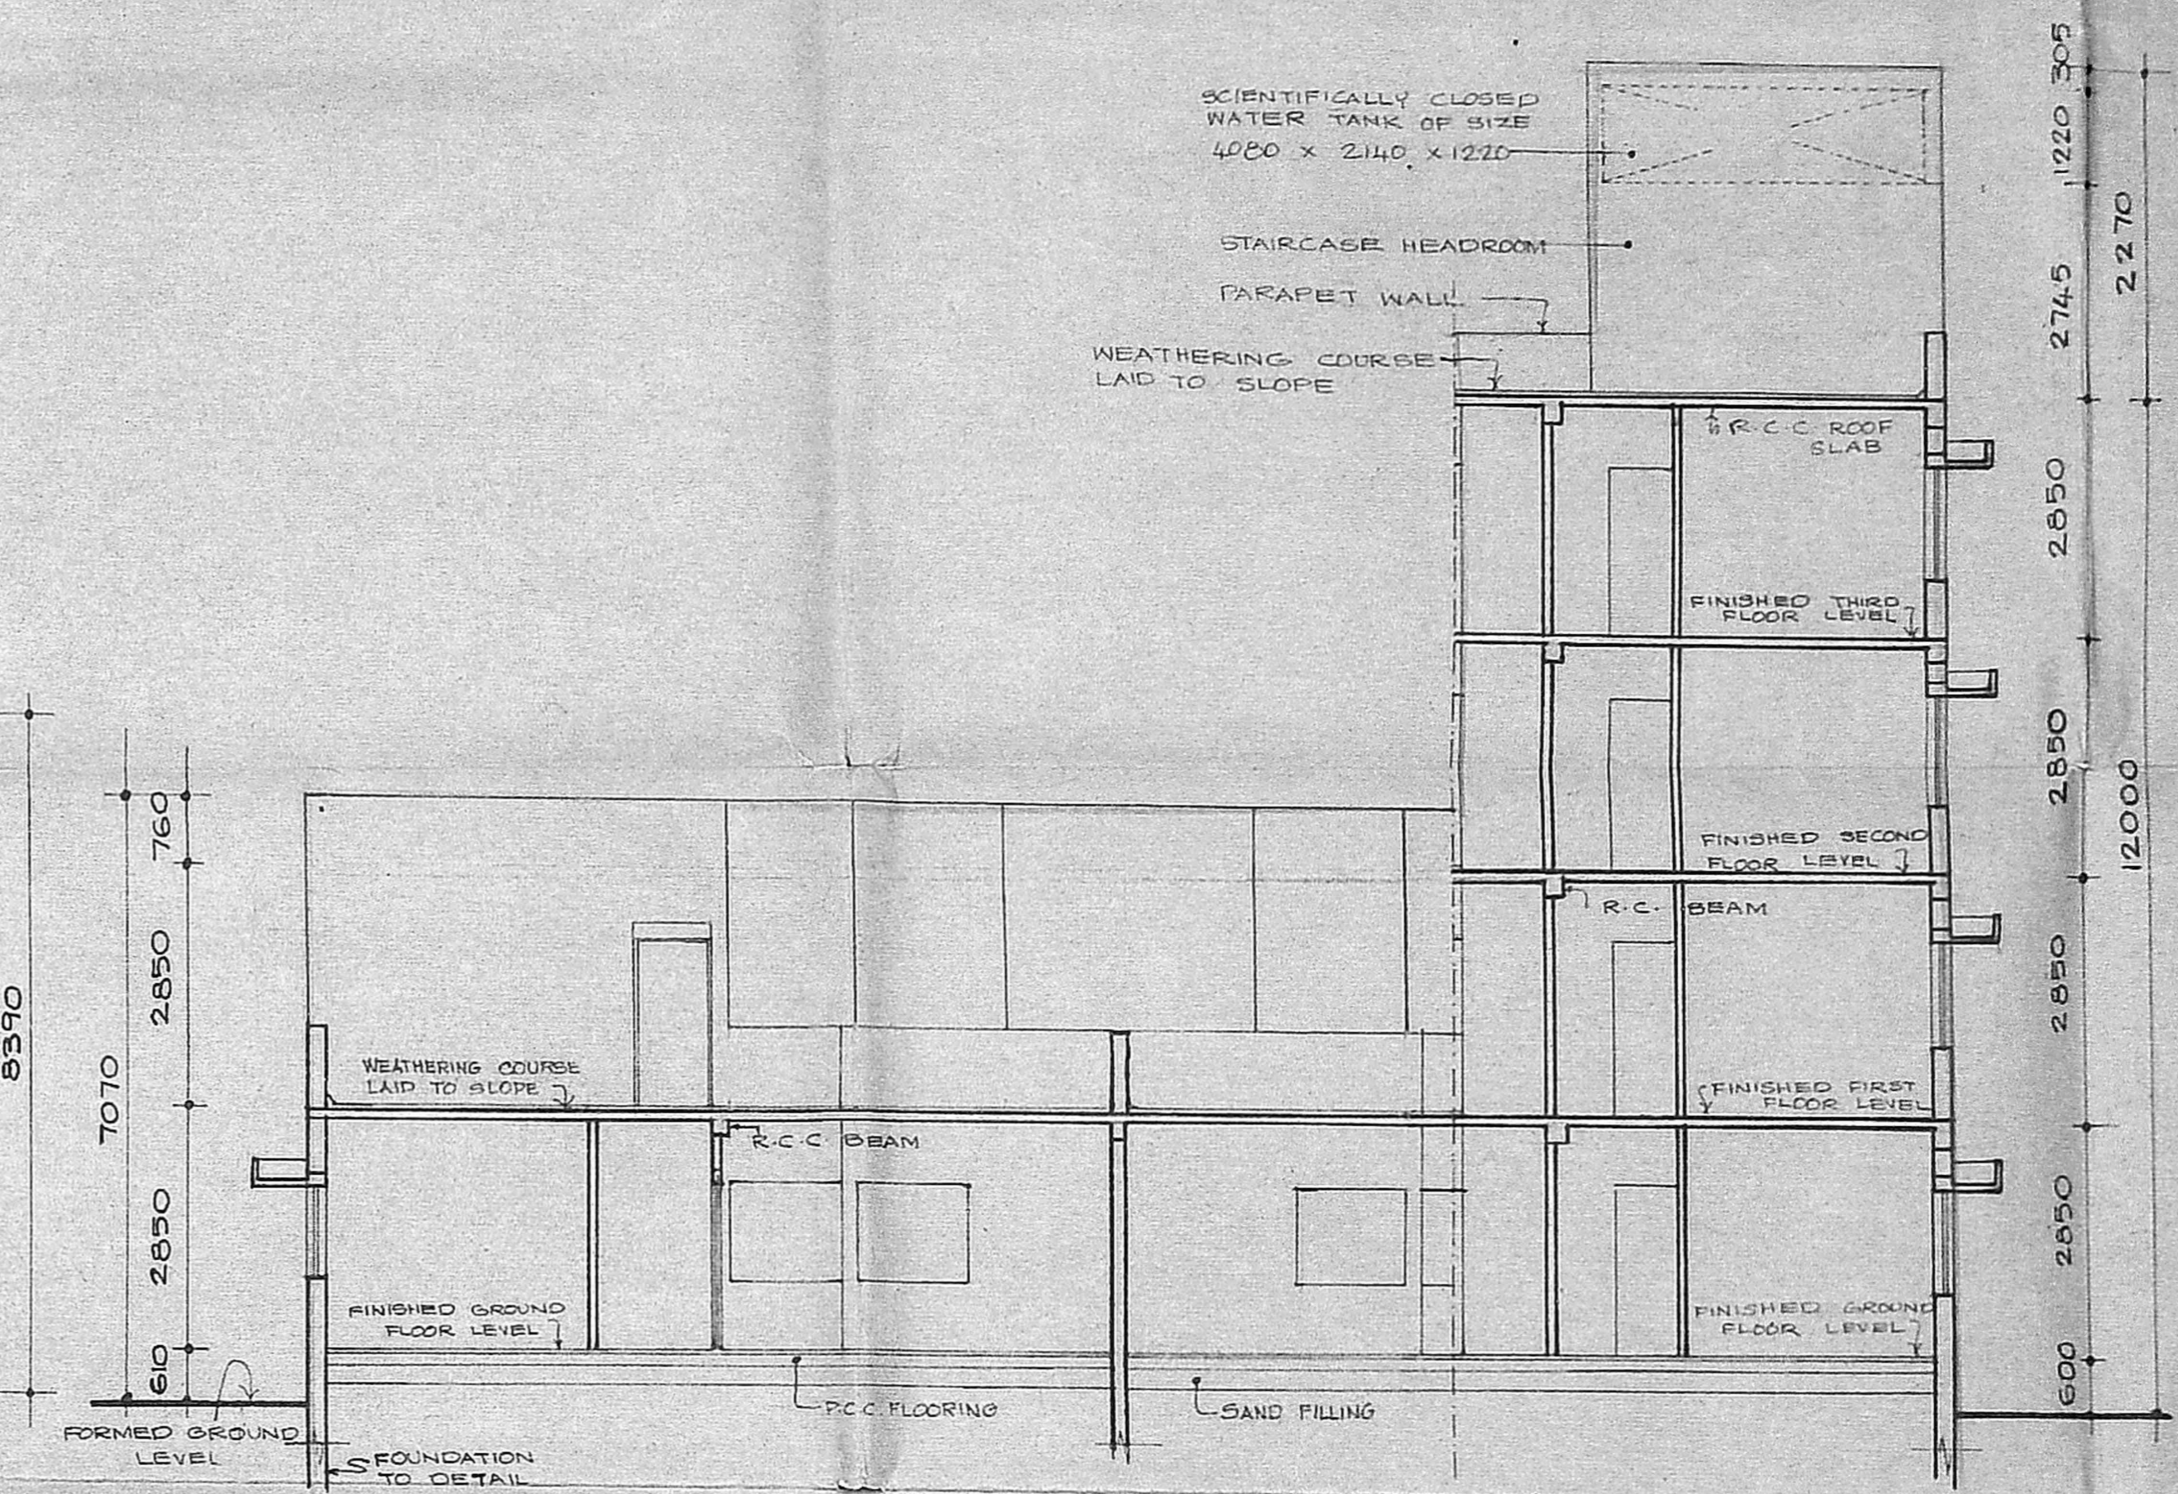 SCIENTIFICALLY CLOSED
WATER TANK OF SIZE
4080 x 2140 x 1220
STAIRCASE HEADROOM
PARAPET WALL
WEATHERING COURSE
LAID TO SLOPE
305
1220
2270
2745
R.C.C. ROOF
SLAB
2850
FINISHED THIRD
FLOOR LEVEL
2850
12000
FINISHED SECOND
FLOOR LEVEL
R.C. BEAM
2850
FINISHED FIRST
FLOOR LEVEL
2850
FINISHED GROUND
FLOOR LEVEL
600
760
2850
8390
7070
WEATHERING COURSE
LAID TO SLOPE
R.C.C. BEAM
2850
FINISHED GROUND
FLOOR LEVEL
610
P.C.C. FLOORING
SAND FILLING
FORMED GROUND
LEVEL
FOUNDATION
TO DETAIL